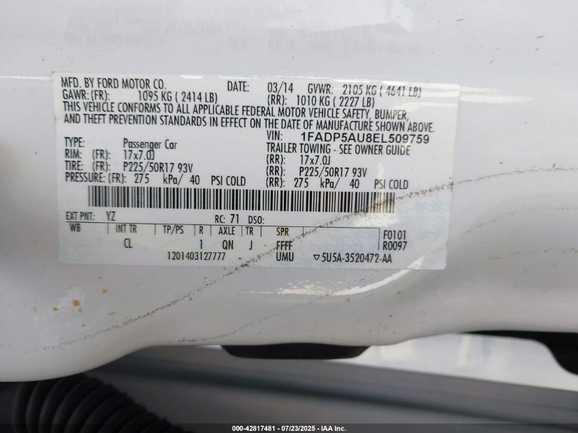 MFD. BY FORD MOTOR CO. DATE: 03/14 GVWR: 2105 KG ( 4641 LB)
GAWR: (FR): 1095 KG ( 2414 LB) (RR): 1010 KG ( 2227 LB)
THIS VEHICLE CONFORMS TO ALL APPLICABLE FEDERAL MOTOR VEHICLE SAFETY, BUMPER,
AND THEFT PREVENTION STANDARDS IN EFFECT ON THE DATE OF MANUFACTURE SHOWN ABOVE.
VIN: 1FADP5AU8EL509759
TYPE: Passenger Car TRAILER TOWING - SEE OWNER GUIDE
RIM: (FR): 17x7.0J (RR): 17x7.0J
TIRE: (FR): P225/50R17 93V (RR): P225/50R17 93V
PRESSURE: (FR): 275 kPa/ 40 PSI COLD (RR): 275 kPa/ 40 PSI COLD
EXT PNT: YZ RC: 71 DSO:
WB INT TR TP/PS R AXLE TR SPR F0101
CL 1 QN J FFFF R0097
1201403127777 - UMU ▽5U5A-3520472-AA
000-42817481 - 07/23/2025 - IAA Inc.